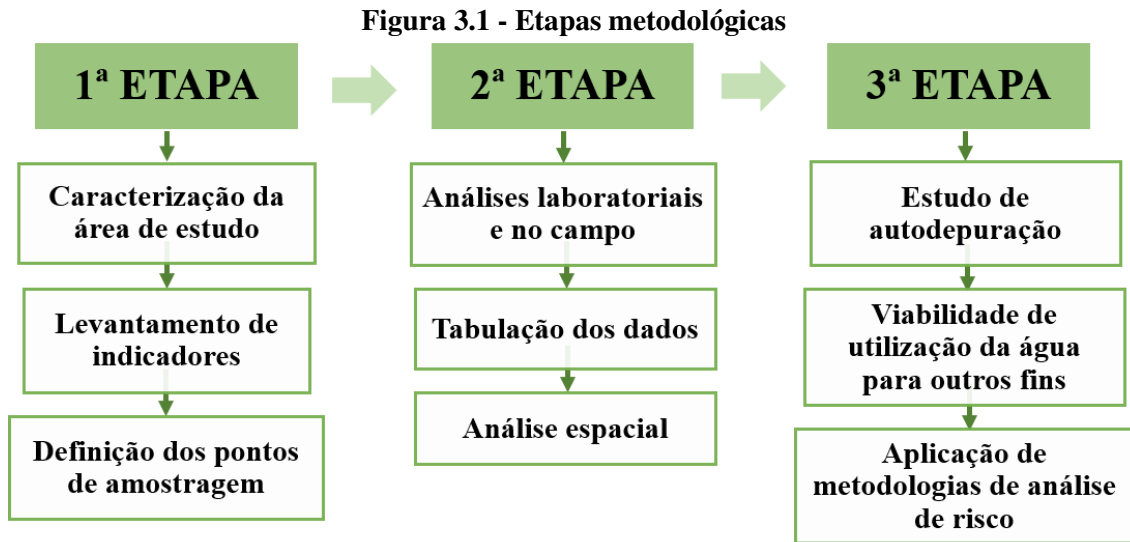 Figura 3.1 - Etapas metodológicas
1ª ETAPA
Caracterização da
área de estudo
Levantamento de
indicadores
Definição dos pontos
de amostragem
2ª ETAPA
Análises laboratoriais
e no campo
Tabulação dos dados
Análise espacial
3ª ETAPA
Estudo de
autodepuração
Viabilidade de
utilização da água
para outros fins
Aplicação de
metodologias de análise
de risco